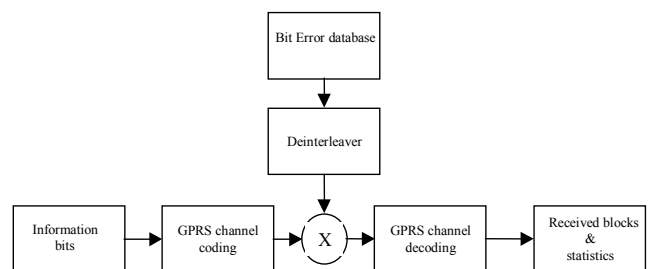 Bit Error database
Deinterleaver
Information
bits
GPRS channel
coding
X
GPRS channel
decoding
Received blocks
&
statistics